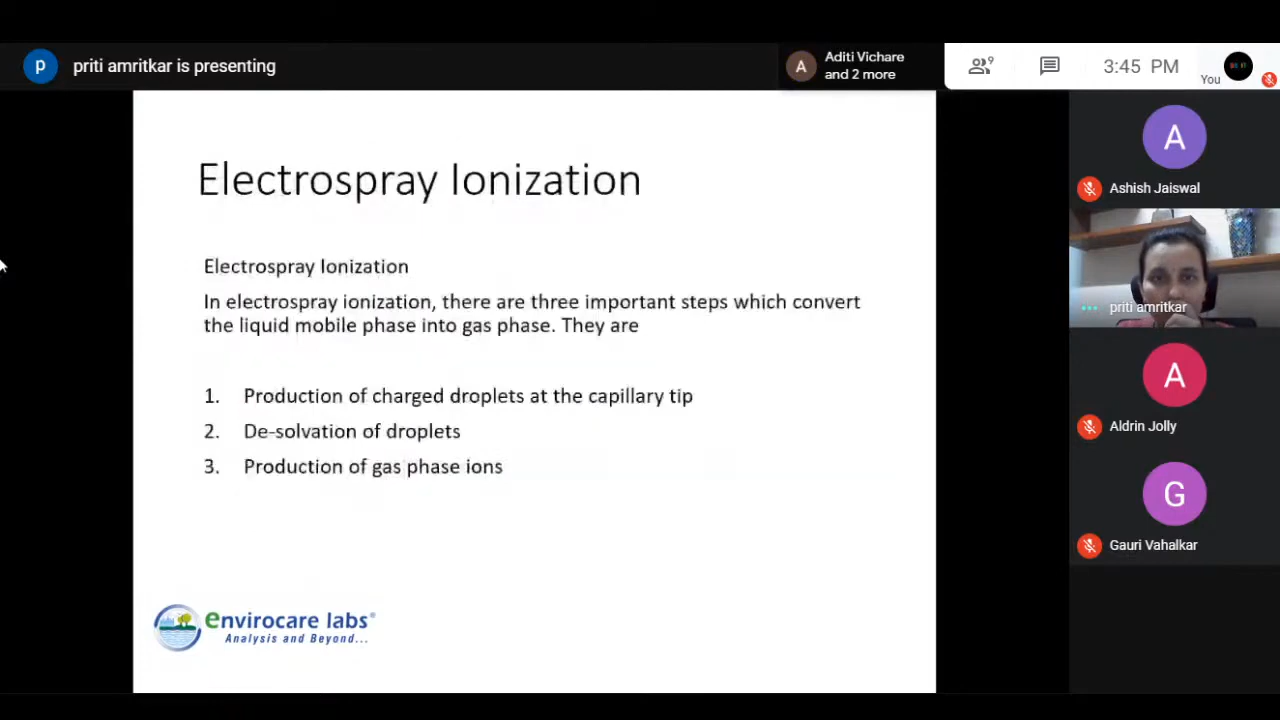 p
priti amritkar is presenting
A
Aditi Vichare
and 2 more
9
3:45 PM
You
Electrospray Ionization
Electrospray Ionization
In electrospray ionization, there are three important steps which convert
the liquid mobile phase into gas phase. They are
1. Production of charged droplets at the capillary tip
2. De-solvation of droplets
3. Production of gas phase ions
envirocare labs®
Analysis and Beyond...
A
Ashish Jaiswal
priti amritkar
A
Aldrin Jolly
G
Gauri Vahalkar